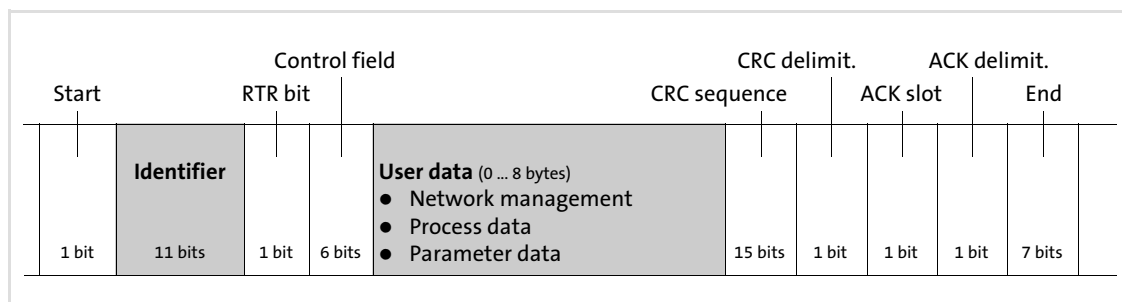 Control field CRC delimit. ACK delimit.
Start RTR bit CRC sequence ACK slot End
Identifier User data (0 ... 8 bytes)
● Network management
● Process data
1 bit 11 bits 1 bit 6 bits ● Parameter data 15 bits 1 bit 1 bit 1 bit 7 bits